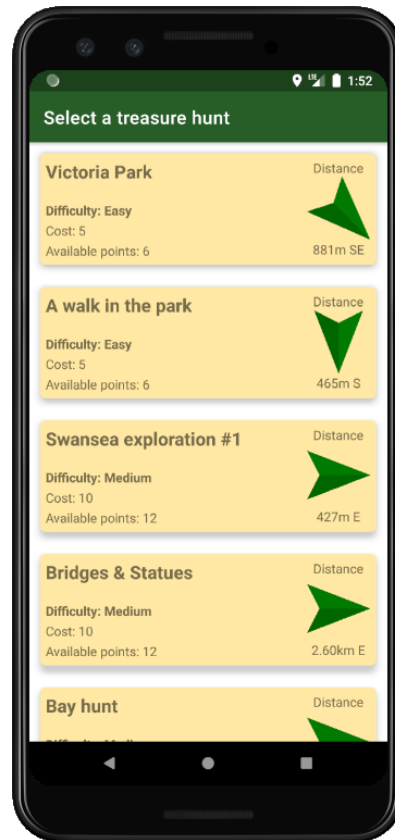 LTE 1:52
Select a treasure hunt
Victoria Park
Distance
Difficulty: Easy
Cost: 5
Available points: 6
881m SE
A walk in the park
Distance
Difficulty: Easy
Cost: 5
Available points: 6
465m S
Swansea exploration #1
Distance
Difficulty: Medium
Cost: 10
Available points: 12
427m E
Bridges & Statues
Distance
Difficulty: Medium
Cost: 10
Available points: 12
2.60km E
Bay hunt
Distance